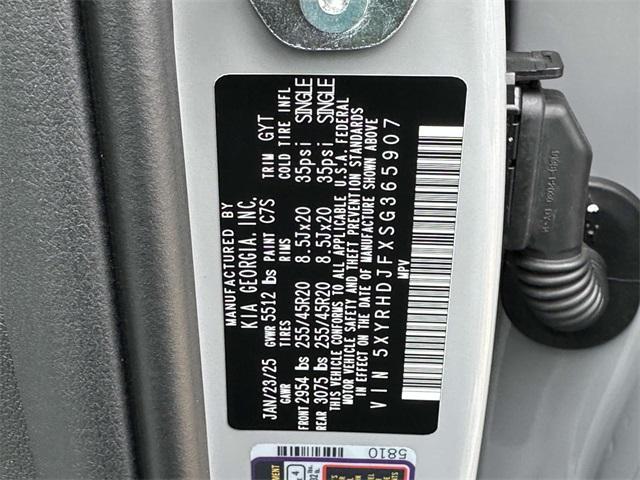 MANUFACTURED BY
KIA GEORGIA, INC.
JAN/23/25 GVWR 5512 lbs PAINT C7S TRIM GYT
GAWR TIRES RIMS COLD TIRE INFL
FRONT 2954 lbs 255/45R20 8.5Jx20 35psi SINGLE
REAR 3075 lbs 255/45R20 8.5Jx20 35psi SINGLE
THIS VEHICLE CONFORMS TO ALL APPLICABLE U.S.A. FEDERAL
MOTOR VEHICLE SAFETY AND THEFT PREVENTION STANDARDS
IN EFFECT ON THE DATE OF MANUFACTURE SHOWN ABOVE
VIN 5XYRHDJFXSG365907
MPV
5810